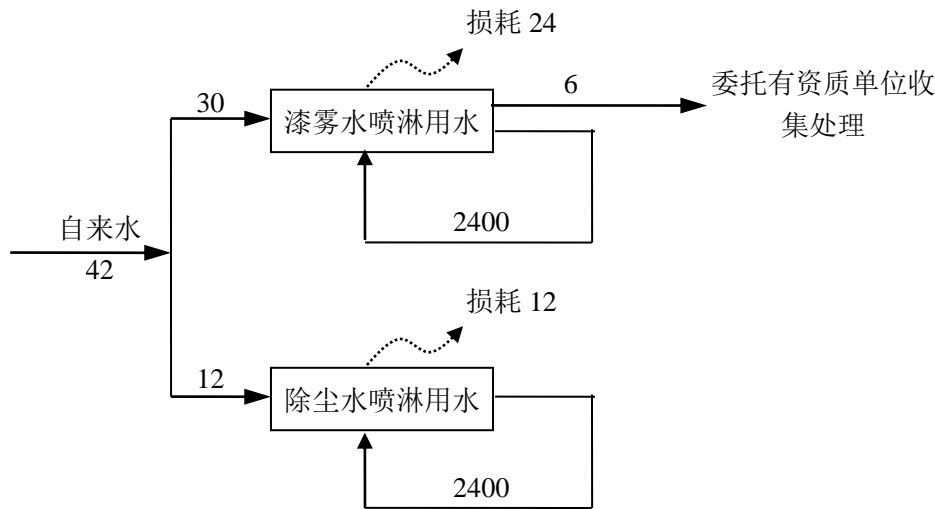 损耗 24
6
委托有资质单位收
集处理
30
漆雾水喷淋用水
2400
自来水
42
损耗 12
12
除尘水喷淋用水
2400